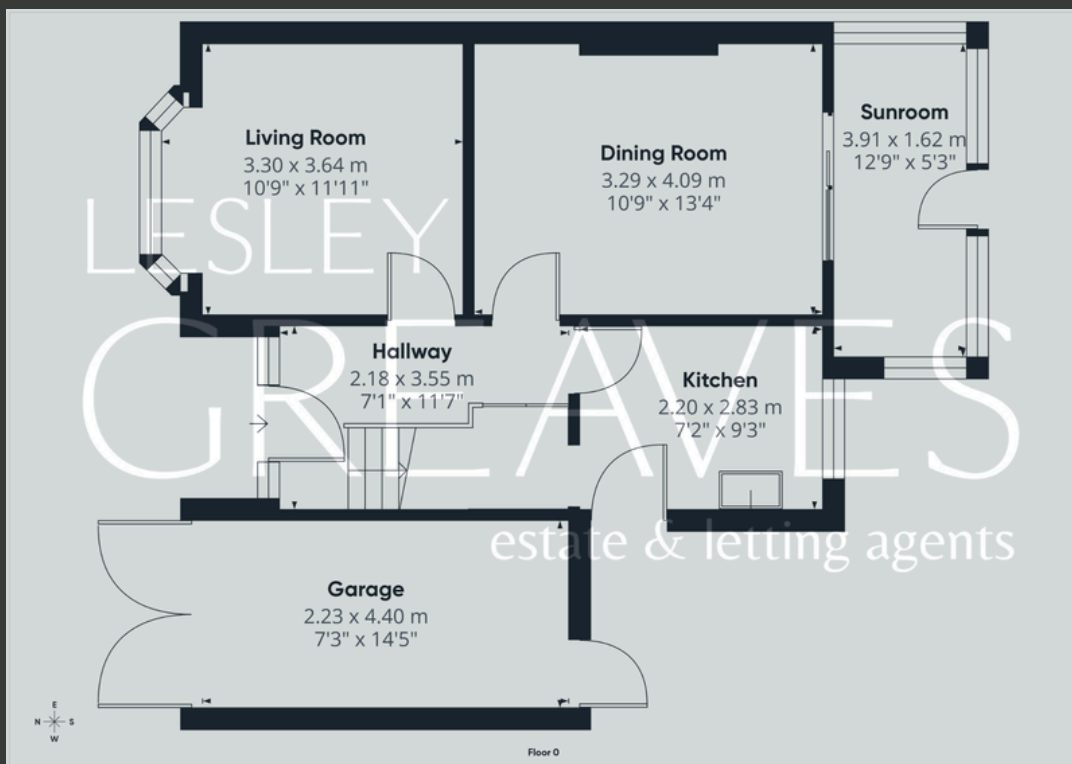 Living Room
3.30 x 3.64 m
10'9" x 11'11"
Dining Room
3.29 x 4.09 m
10'9" x 13'4"
Sunroom
3.91 x 1.62 m
12'9" x 5'3"
LESLEY
GREAVES
estate & letting agents
Hallway
2.18 x 3.55 m
7'1" x 11'7"
Kitchen
2.20 x 2.83 m
7'2" x 9'3"
Garage
2.23 x 4.40 m
7'3" x 14'5"
E
N S
W
Floor 0